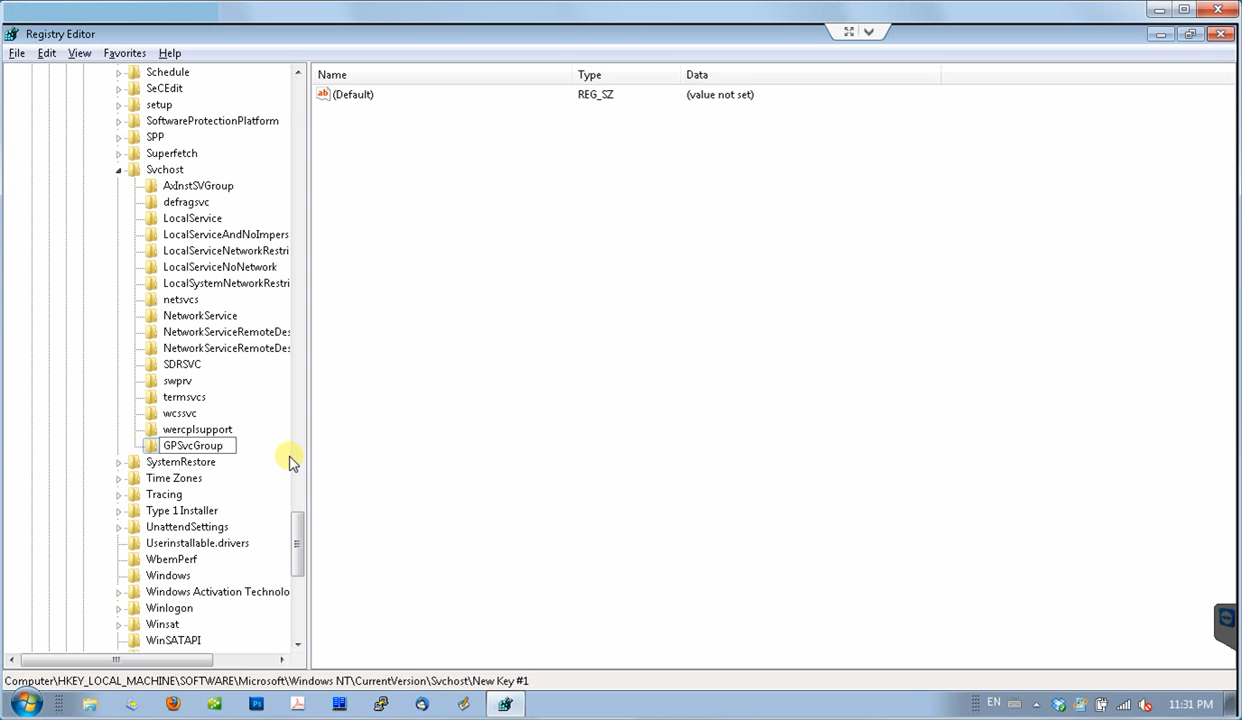 Registry Editor
File Edit View Favorites Help
Name Type Data
(Default) REG_SZ (value not set)
Schedule
SeCEdit
setup
SoftwareProtectionPlatform
SPP
Superfetch
Svchost
AxInstSVGroup
defragsvc
LocalService
LocalServiceAndNoImpers
LocalServiceNetworkRestri
LocalServiceNoNetwork
LocalSystemNetworkRestri
netsvcs
NetworkService
NetworkServiceRemoteDes
NetworkServiceRemoteDes
SDRSVC
swprv
termsvcs
wcssvc
wercplsupport
GPSvcGroup
SystemRestore
Time Zones
Tracing
Type 1 Installer
UnattendSettings
Userinstallable.drivers
WbemPerf
Windows
Windows Activation Technolo
Winlogon
Winsat
WinSATAPI
Computer\HKEY_LOCAL_MACHINE\SOFTWARE\Microsoft\Windows NT\CurrentVersion\Svchost\New Key #1
EN 11:31 PM